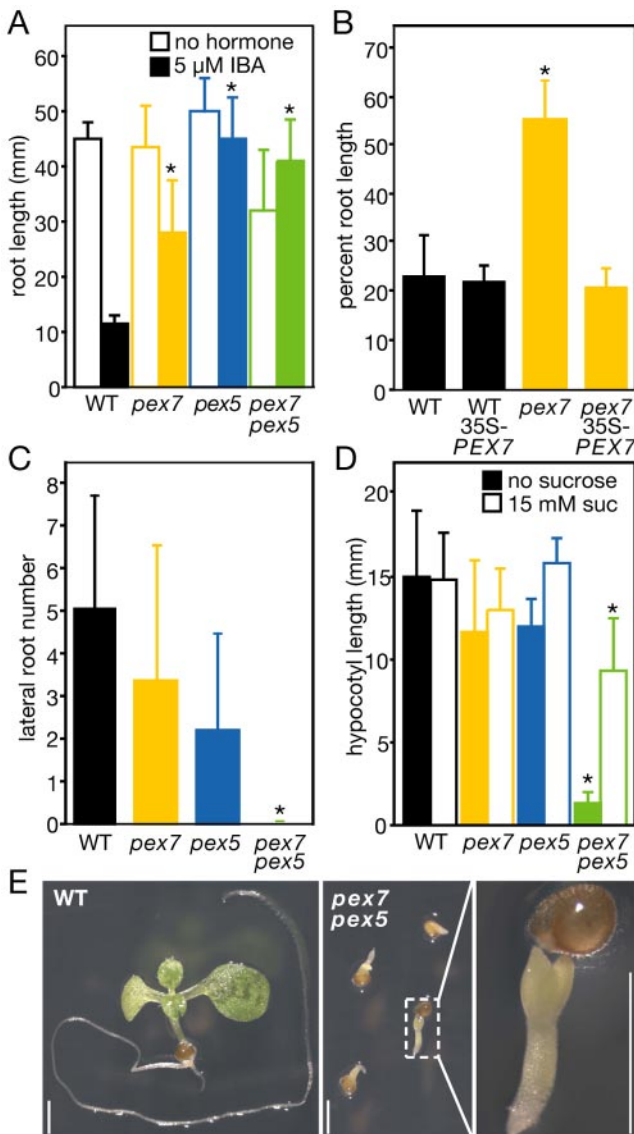 A
no hormone
5 µM IBA
root length (mm)
60
50
40
30
20
10
0
WT pex7 pex5 pex7
pex5
* * *
B
percent root length
70
60
50
40
30
20
10
0
WT WT pex7 pex7
35S- 35S-
PEX7 PEX7
*
C
lateral root number
8
7
6
5
4
3
2
1
0
WT pex7 pex5 pex7
pex5
*
D
no sucrose
15 mM suc
hypocotyl length (mm)
20
15
10
5
0
WT pex7 pex5 pex7
pex5
* *
E
WT
pex7
pex5